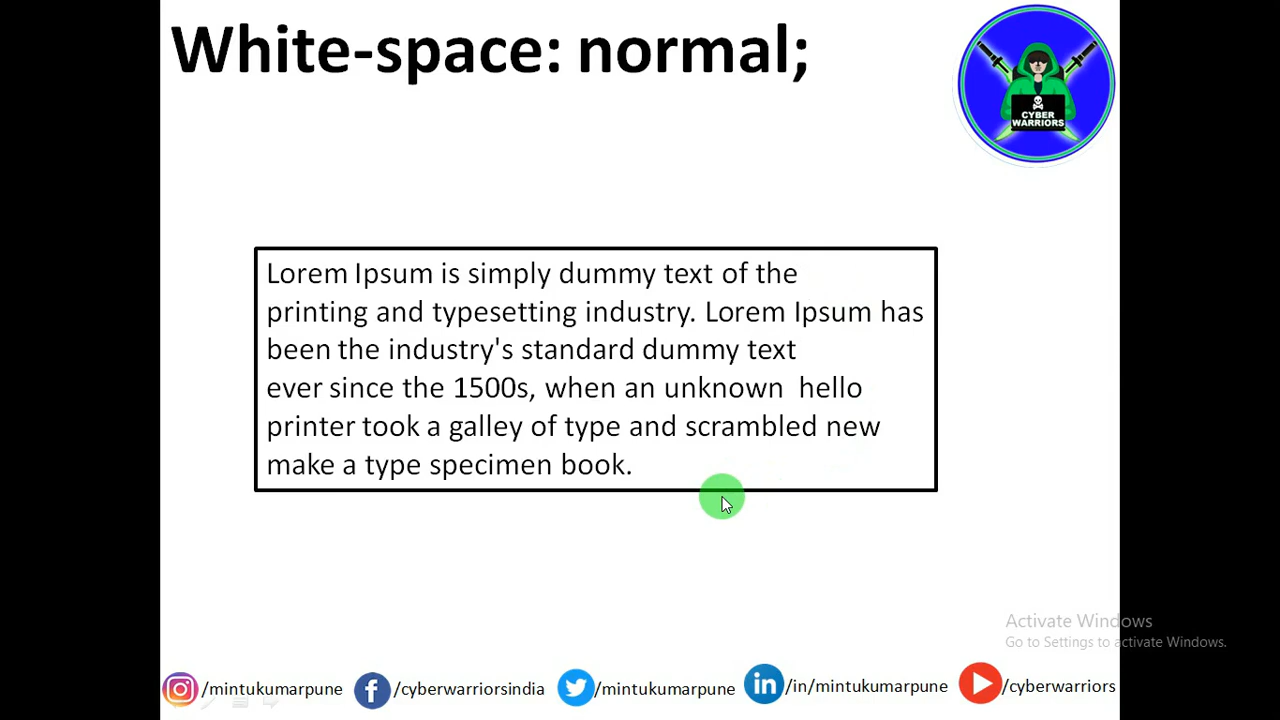 White-space: normal;
CYBER
WARRIORS
Lorem Ipsum is simply dummy text of the
printing and typesetting industry. Lorem Ipsum has
been the industry's standard dummy text
ever since the 1500s, when an unknown  hello
printer took a galley of type and scrambled new
make a type specimen book.
Activate Windows
Go to Settings to activate Windows.
/mintukumarpune /cyberwarriorsindia /mintukumarpune in /in/mintukumarpune /cyberwarriors